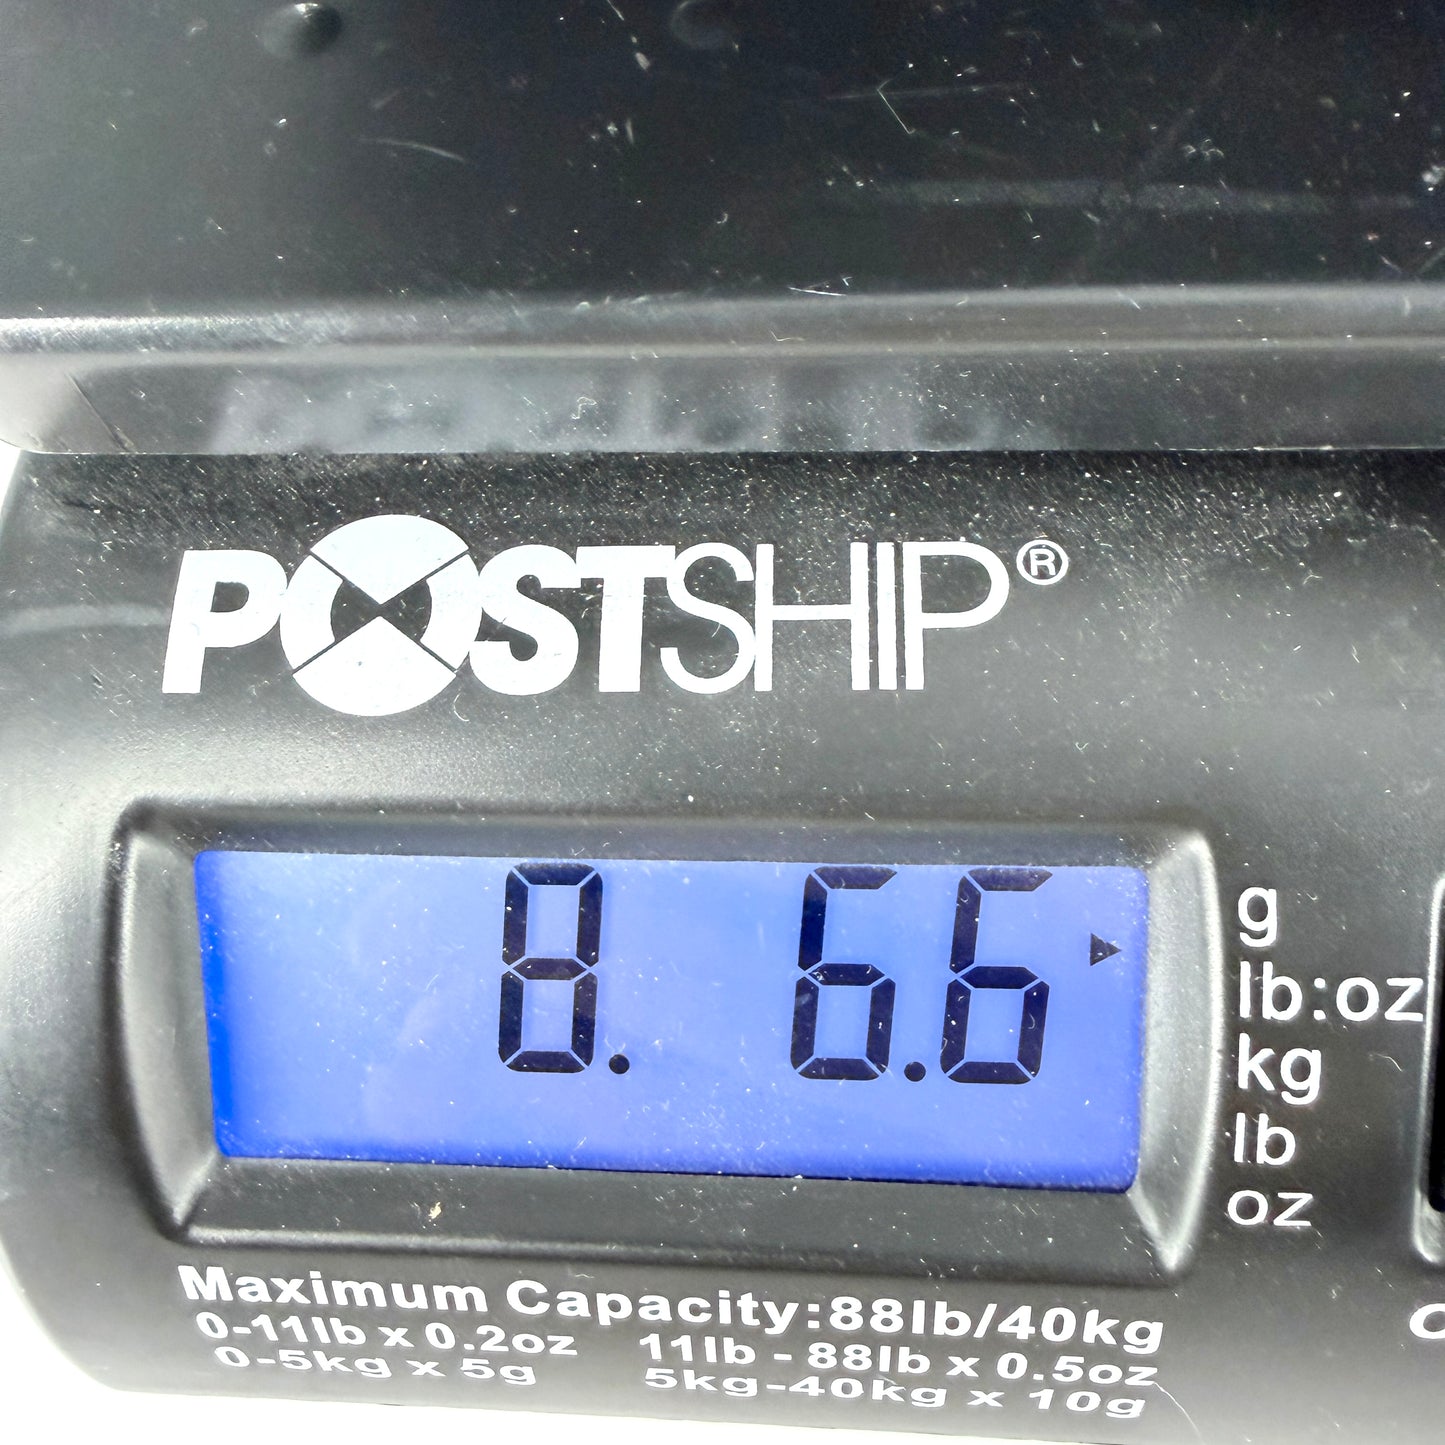 POSTSHIP®
8. 6.6
g
lb:oz
kg
lb
oz
Maximum Capacity:88lb/40kg
0-11lb x 0.2oz 11lb - 88lb x 0.5oz
0-5kg x 5g 5kg-40kg x 10g